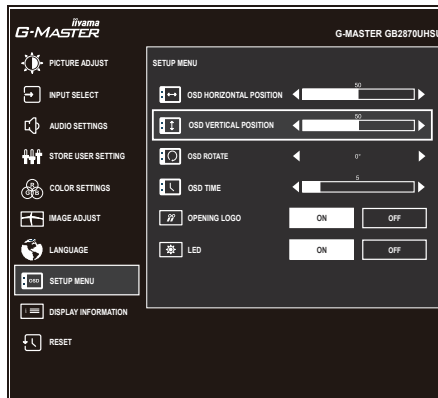 iiyama
G-MASTER
G-MASTER GB2870UHSU
PICTURE ADJUST
INPUT SELECT
AUDIO SETTINGS
STORE USER SETTING
R
G B
COLOR SETTINGS
IMAGE ADJUST
LANGUAGE
OSD
SETUP MENU
i
DISPLAY INFORMATION
RESET
SETUP MENU
OSD HORIZONTAL POSITION
50
OSD VERTICAL POSITION
50
OSD ROTATE
0°
OSD TIME
5
OPENING LOGO
ON
OFF
LED
ON
OFF